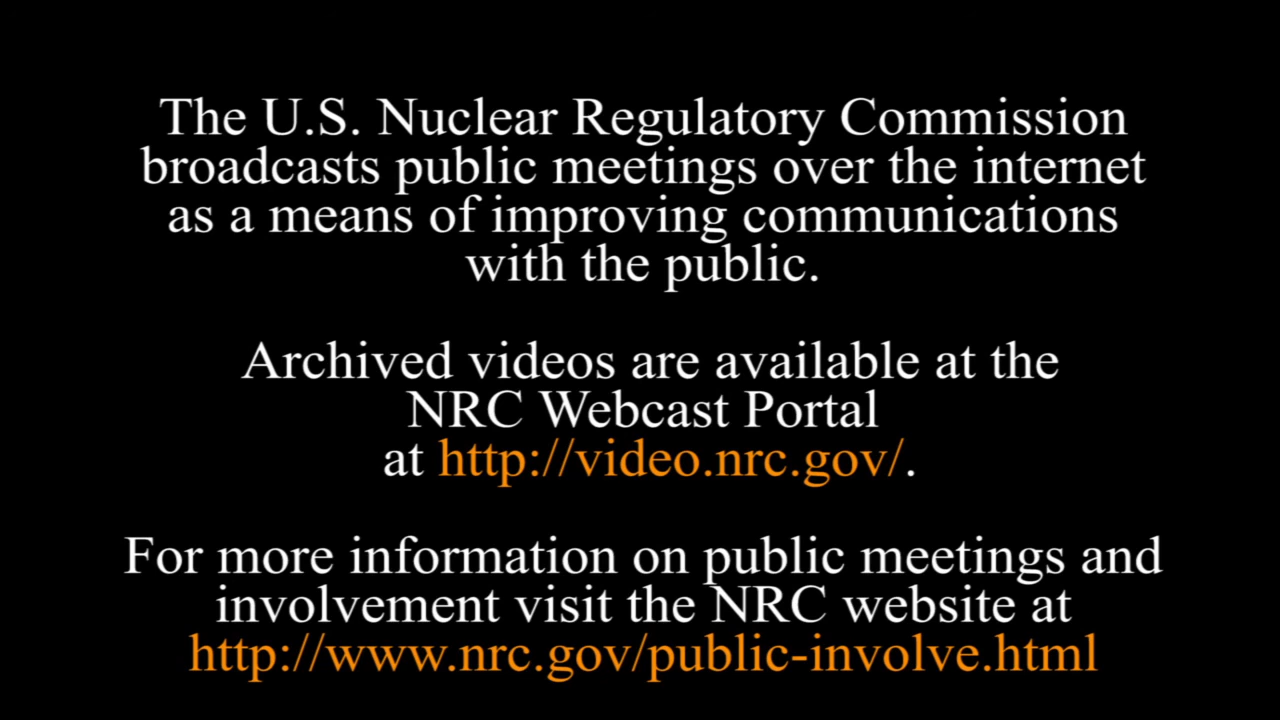 The U.S. Nuclear Regulatory Commission
broadcasts public meetings over the internet
as a means of improving communications
with the public.
Archived videos are available at the
NRC Webcast Portal
at http://video.nrc.gov/.
For more information on public meetings and
involvement visit the NRC website at
http://www.nrc.gov/public-involve.html